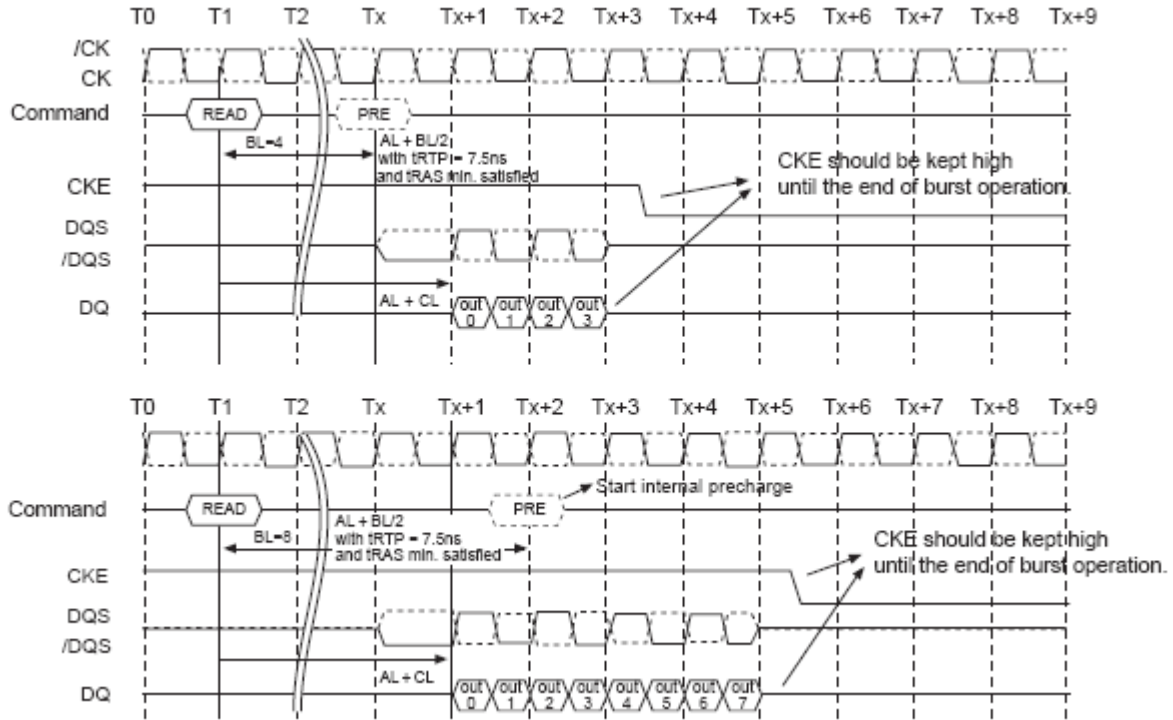 T0 T1 T2 Tx Tx+1 Tx+2 Tx+3 Tx+4 Tx+5 Tx+6 Tx+7 Tx+8 Tx+9
/CK
CK
Command READ PRE
BL=4
AL + BL/2
with tRTP = 7.5ns
and tRAS min. satisfied
CKE should be kept high
until the end of burst operation.
CKE
DQS
/DQS
AL + CL
DQ out 0 out 1 out 2 out 3
T0 T1 T2 Tx Tx+1 Tx+2 Tx+3 Tx+4 Tx+5 Tx+6 Tx+7 Tx+8 Tx+9
Start internal precharge
Command READ PRE
BL=8
AL + BL/2
with tRTP = 7.5ns
and tRAS min. satisfied
CKE should be kept high
until the end of burst operation.
CKE
DQS
/DQS
AL + CL
DQ out 0 out 1 out 2 out 3 out 4 out 5 out 6 out 7